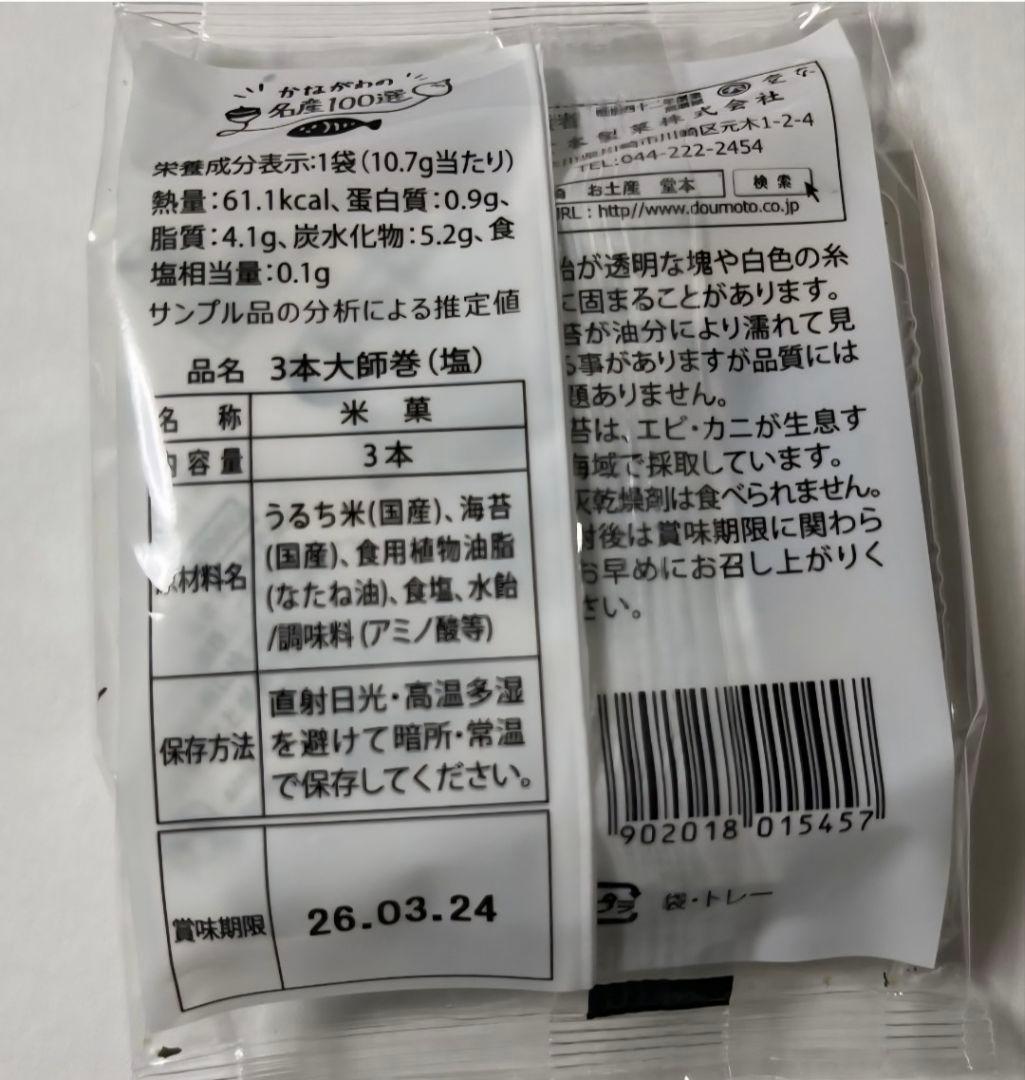 かながわの
名産100選
栄養成分表示:1袋(10.7g当たり)
熱量:61.1kcal、蛋白質:0.9g、
脂質:4.1g、炭水化物:5.2g、食
塩相当量:0.1g
サンプル品の分析による推定値
品名 3本大師巻(塩)
名 称 米 菓
内容量 3本
原材料名
うるち米(国産)、海苔
(国産)、食用植物油脂
(なたね油)、食塩、水飴
/調味料(アミノ酸等)
保存方法
直射日光・高温多湿
を避けて暗所・常温
で保存してください。
賞味期限 26.03.24
製菓株式会社
川崎市川崎区元木1-2-4
TEL:044-222-2454
お土産 堂本 検索
URL:http://www.doumoto.co.jp
飴が透明な塊や白色の糸
に固まることがあります。
苔が油分により濡れて見
る事がありますが品質には
題ありません。
苔は、エビ・カニが生息す
海域で採取しています。
灰乾燥剤は食べられません。
封後は賞味期限に関わら
お早めにお召し上がりく
さい。
902018 015457
プラ 袋・トレー